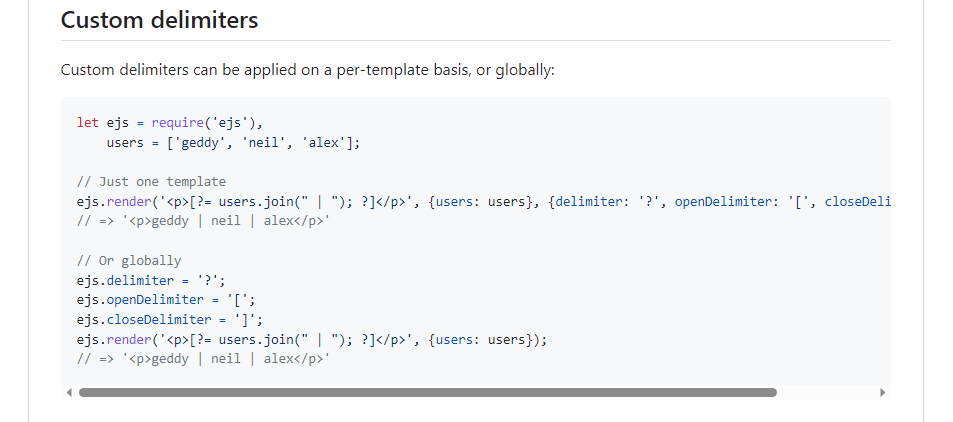 Custom delimiters
Custom delimiters can be applied on a per-template basis, or globally:
let ejs = require('ejs'),
    users = ['geddy', 'neil', 'alex'];

// Just one template
ejs.render('<p>[?= users.join(" | "); ?]</p>', {users: users}, {delimiter: '?', openDelimiter: '[', closeDeli
// => '<p>geddy | neil | alex</p>'

// Or globally
ejs.delimiter = '?';
ejs.openDelimiter = '[';
ejs.closeDelimiter = ']';
ejs.render('<p>[?= users.join(" | "); ?]</p>', {users: users});
// => '<p>geddy | neil | alex</p>'